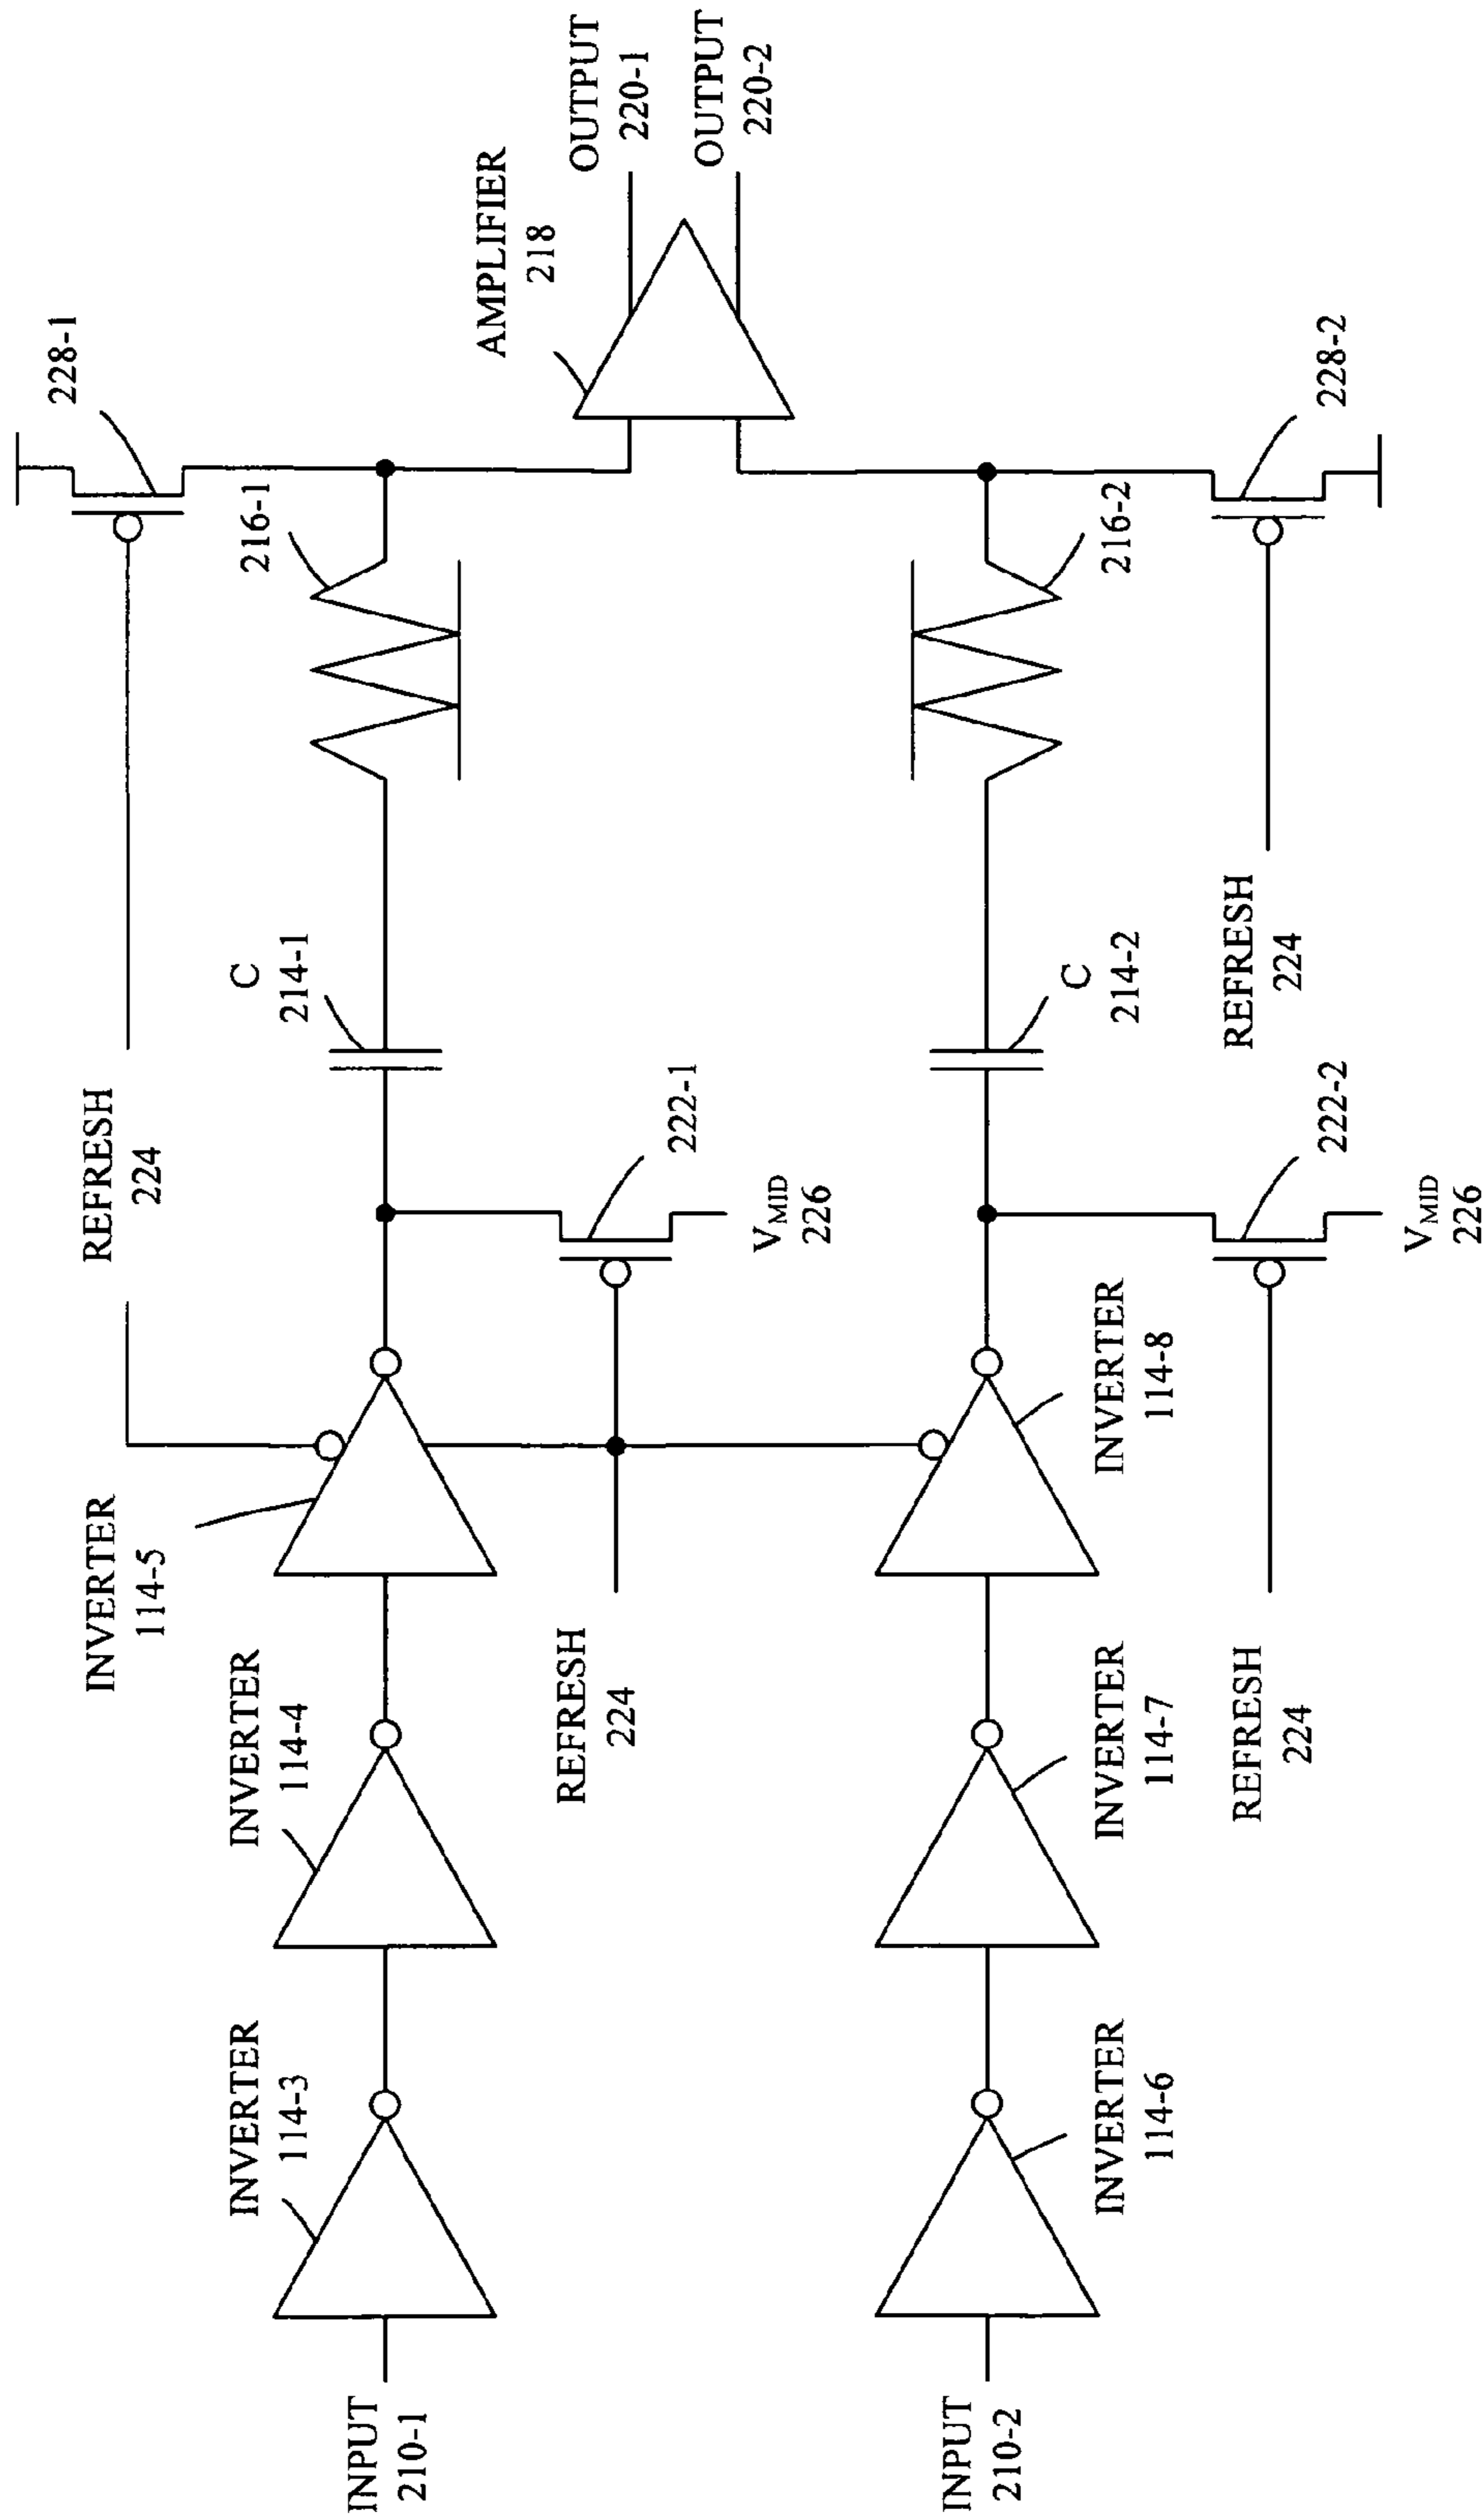 228-1
AMPLIFIER
218
OUTPUT
220-1
OUTPUT
220-2
216-1
216-2
228-2
REFRESH
224
C
214-1
C
214-2
REFRESH
224
222-1
V_MID
226
222-2
V_MID
226
INVERTER
114-5
INVERTER
114-8
INVERTER
114-4
REFRESH
224
INVERTER
114-7
REFRESH
224
INVERTER
114-3
INVERTER
114-6
INPUT
210-1
INPUT
210-2